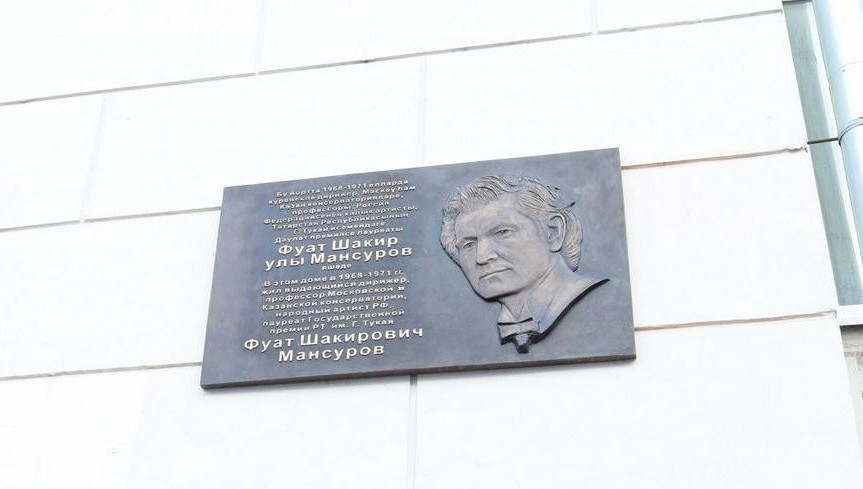 Бу йортта 1968-1971 елларда
күренекле дирижер, Мәскәү һәм
Казан консерваторияләре
профессоры, Россия
Федерациясенең халык артисты,
Татарстан Республикасының
Г. Тукай исемендәге
Дәүләт премиясе лауреаты
Фуат Шакир
улы Мансуров
яшәде
В этом доме в 1968-1971 гг.
жил выдающийся дирижер,
профессор Московской и
Казанской консерватории,
народный артист РФ,
лауреат Государственной
премии РТ им. Г. Тукая
Фуат Шакирович
Мансуров